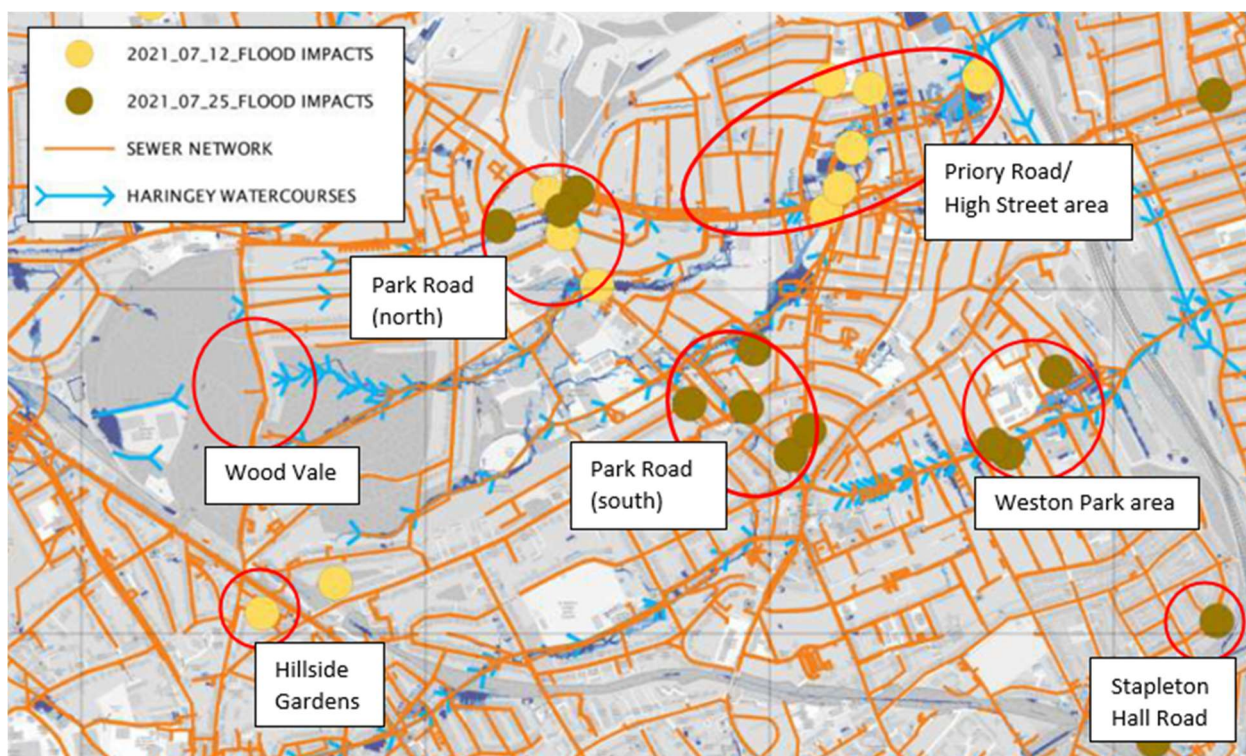 2021_07_12_FLOOD IMPACTS
2021_07_25_FLOOD IMPACTS
SEWER NETWORK
HARINGEY WATERCOURSES
Priory Road/
High Street area
Park Road
(north)
Wood Vale
Park Road
(south)
Weston Park area
Hillside
Gardens
Stapleton
Hall Road